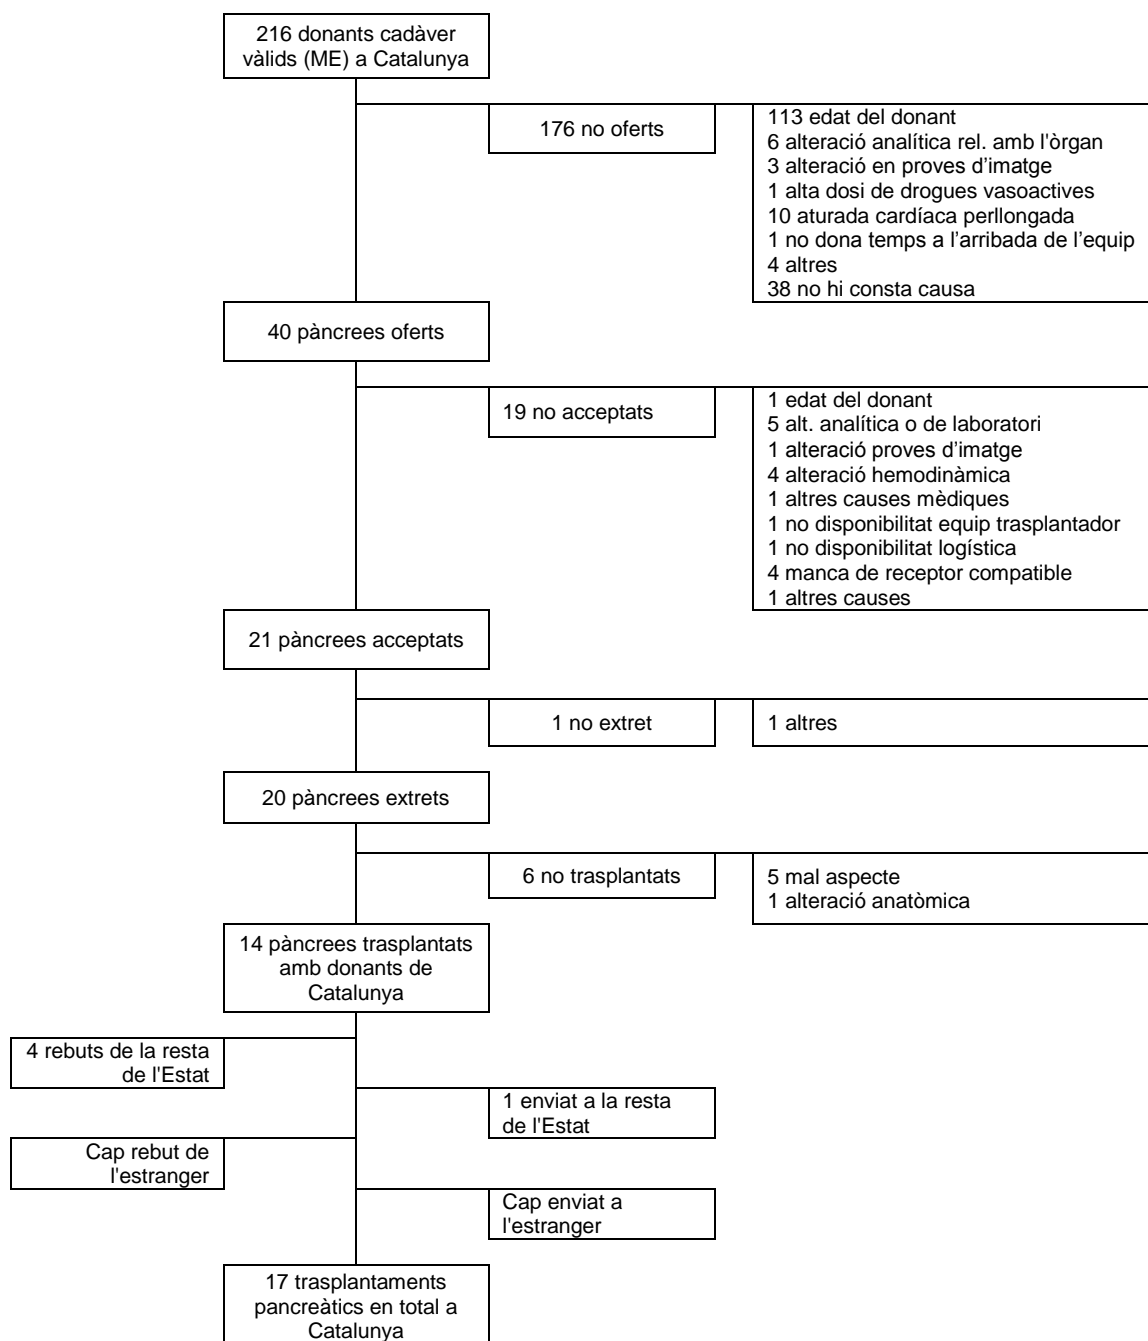 216 donants cadàver
vàlids (ME) a Catalunya
176 no oferts
113 edat del donant
6 alteració analítica rel. amb l'òrgan
3 alteració en proves d’imatge
1 alta dosi de drogues vasoactives
10 aturada cardíaca perllongada
1 no dona temps a l’arribada de l’equip
4 altres
38 no hi consta causa
40 pàncrees oferts
19 no acceptats
1 edat del donant
5 alt. analítica o de laboratori
1 alteració proves d’imatge
4 alteració hemodinàmica
1 altres causes mèdiques
1 no disponibilitat equip trasplantador
1 no disponibilitat logística
4 manca de receptor compatible
1 altres causes
21 pàncrees acceptats
1 no extret
1 altres
20 pàncrees extrets
6 no trasplantats
5 mal aspecte
1 alteració anatòmica
14 pàncrees trasplantats
amb donants de
Catalunya
4 rebuts de la resta
de l'Estat
1 enviat a la resta
de l'Estat
Cap rebut de
l'estranger
Cap enviat a
l'estranger
17 trasplantaments
pancreàtics en total a
Catalunya